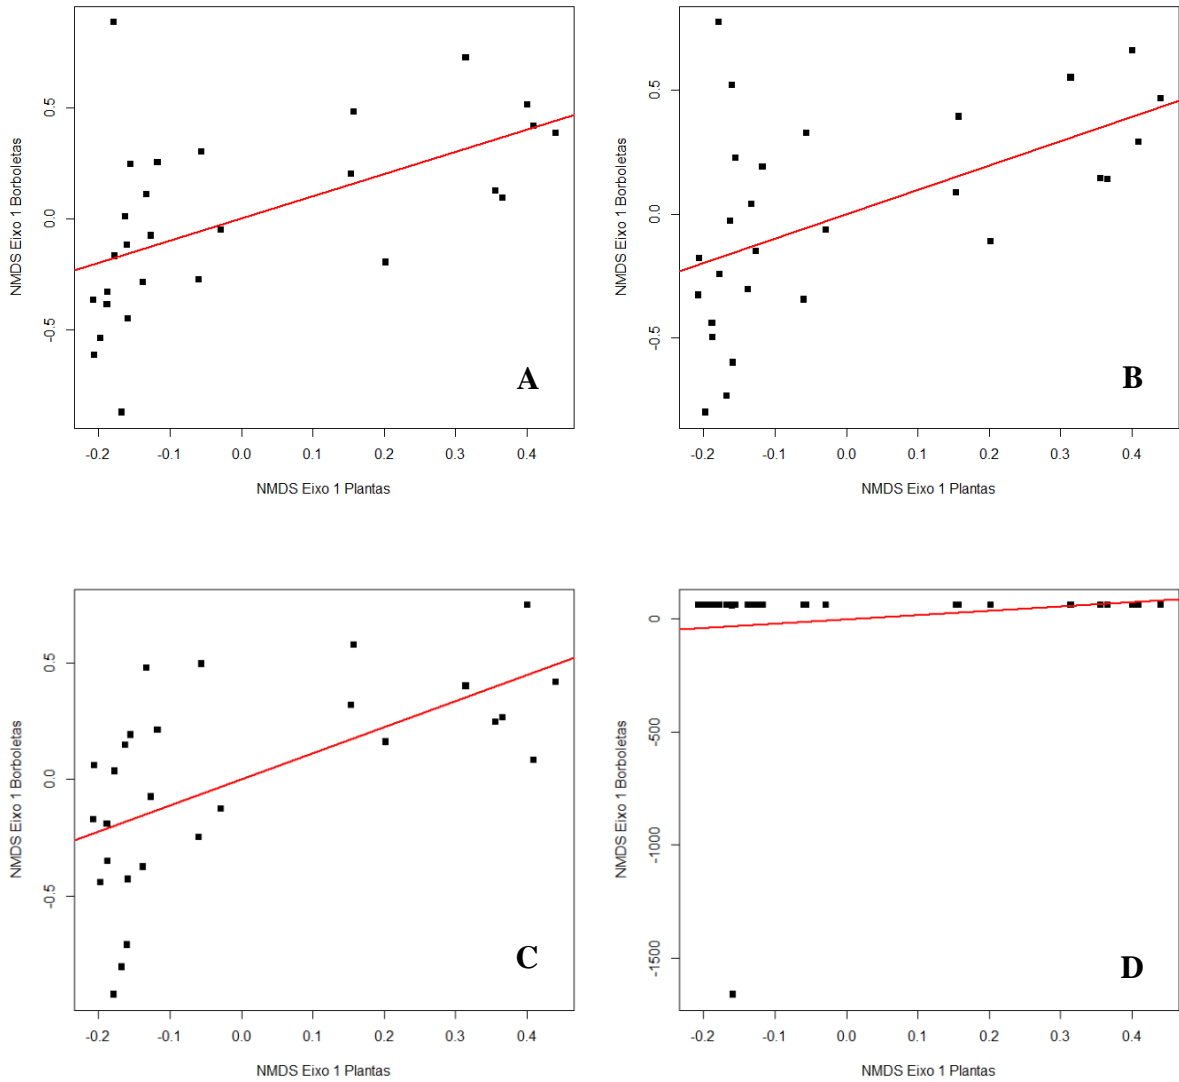 0.5
0.0
-0.5
NMDS Eixo 1 Borboletas
A
-0.2 -0.1 0.0 0.1 0.2 0.3 0.4
NMDS Eixo 1 Plantas
0.5
0.0
-0.5
NMDS Eixo 1 Borboletas
B
-0.2 -0.1 0.0 0.1 0.2 0.3 0.4
NMDS Eixo 1 Plantas
0.5
0.0
-0.5
NMDS Eixo 1 Borboletas
C
-0.2 -0.1 0.0 0.1 0.2 0.3 0.4
NMDS Eixo 1 Plantas
0
-500
-1000
-1500
NMDS Eixo 1 Borboletas
D
-0.2 -0.1 0.0 0.1 0.2 0.3 0.4
NMDS Eixo 1 Plantas